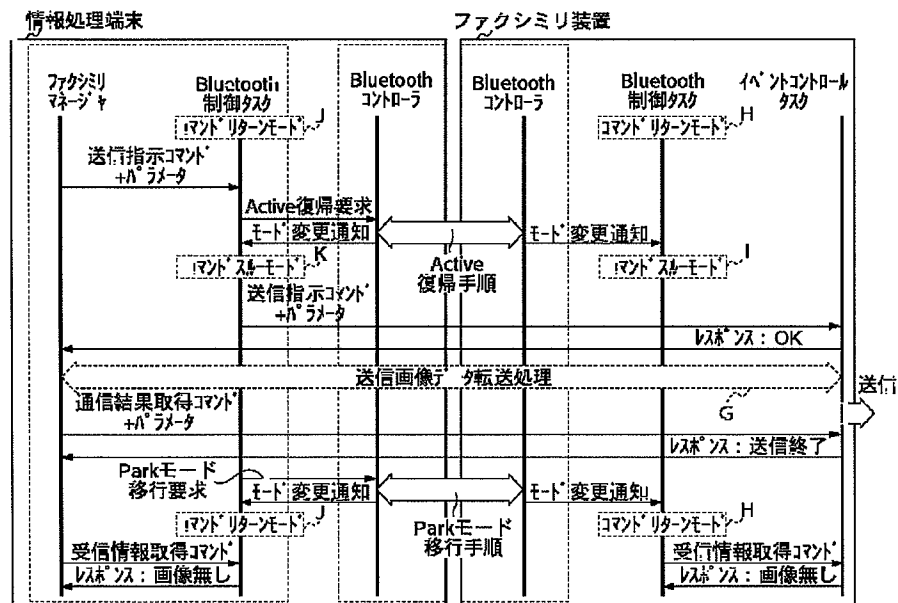 情報処理端末
ファクシミリ装置
ファクシミリ
マネージャ
Bluetooth
制御タスク
Bluetooth
コントローラ
Bluetooth
コントローラ
Bluetooth
制御タスク
イベントコントロール
タスク
コマンドリターンモード
J
コマンドリターンモード
H
送信指示コマンド
+パラメータ
Active復帰要求
モード変更通知
モード変更通知
Active
復帰手順
コマンドスルーモード
K
コマンドスルーモード
I
送信指示コマンド
+パラメータ
レスポンス：OK
送信画像データ転送処理
送信
通信結果取得コマンド
+パラメータ
G
レスポンス：送信終了
Parkモード
移行要求
モード変更通知
モード変更通知
Parkモード
移行手順
コマンドリターンモード
J
コマンドリターンモード
H
受信情報取得コマンド
レスポンス：画像無し
受信情報取得コマンド
レスポンス：画像無し